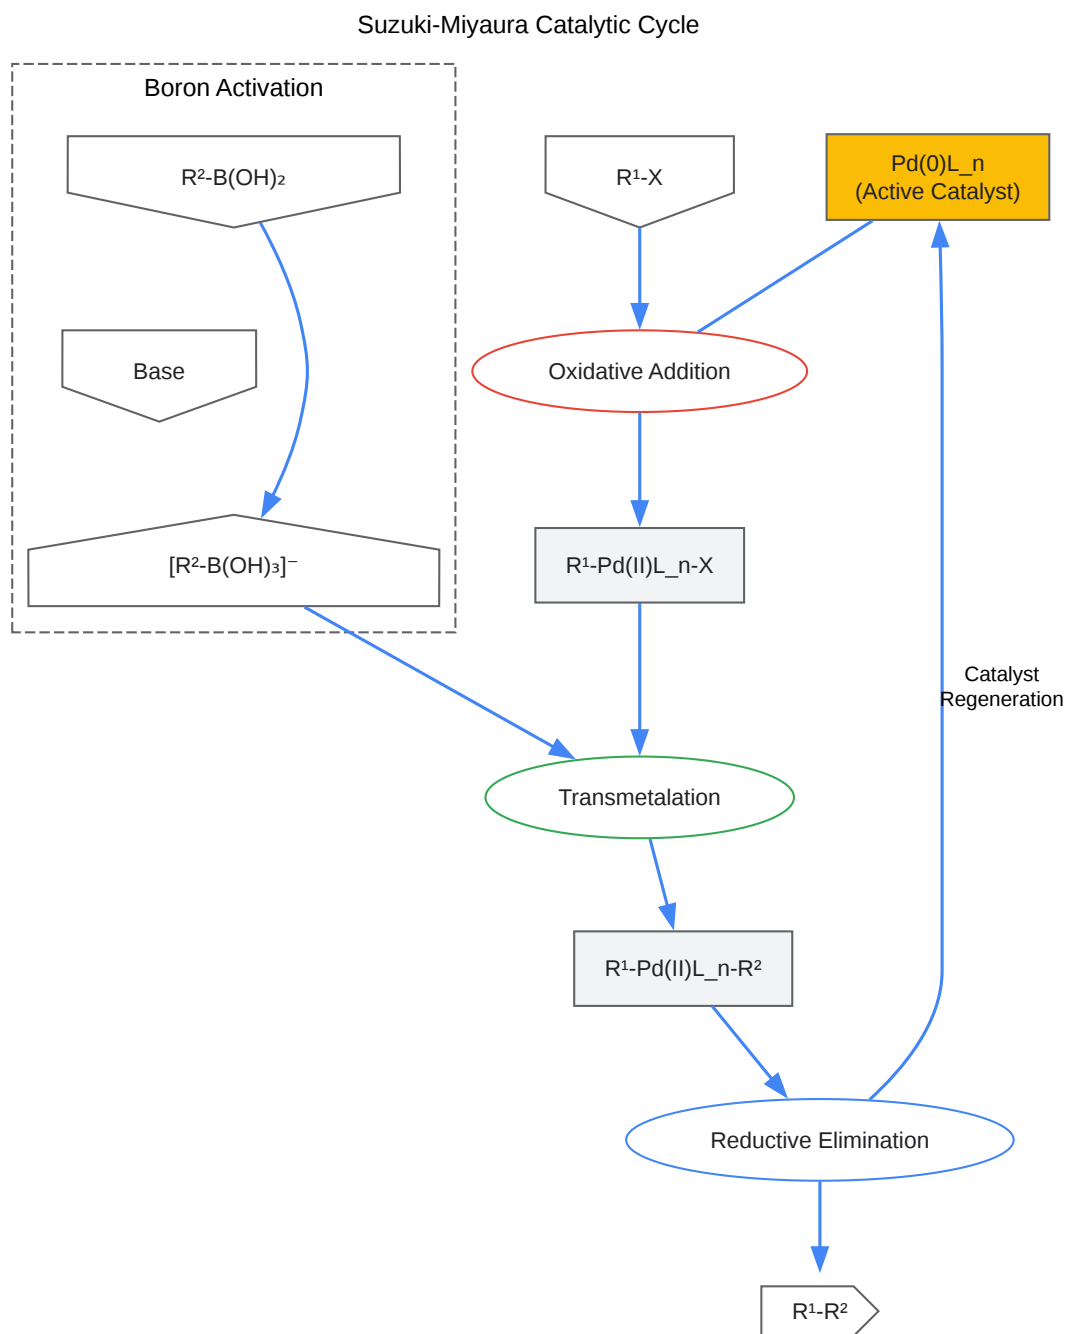 Suzuki-Miyaura Catalytic Cycle
Boron Activation
R²-B(OH)₂
R¹-X
Pd(0)L_n
(Active Catalyst)
Base
Oxidative Addition
[R²-B(OH)₃]⁻
R¹-Pd(II)L_n-X
Catalyst
Regeneration
Transmetalation
R¹-Pd(II)L_n-R²
Reductive Elimination
R¹-R²